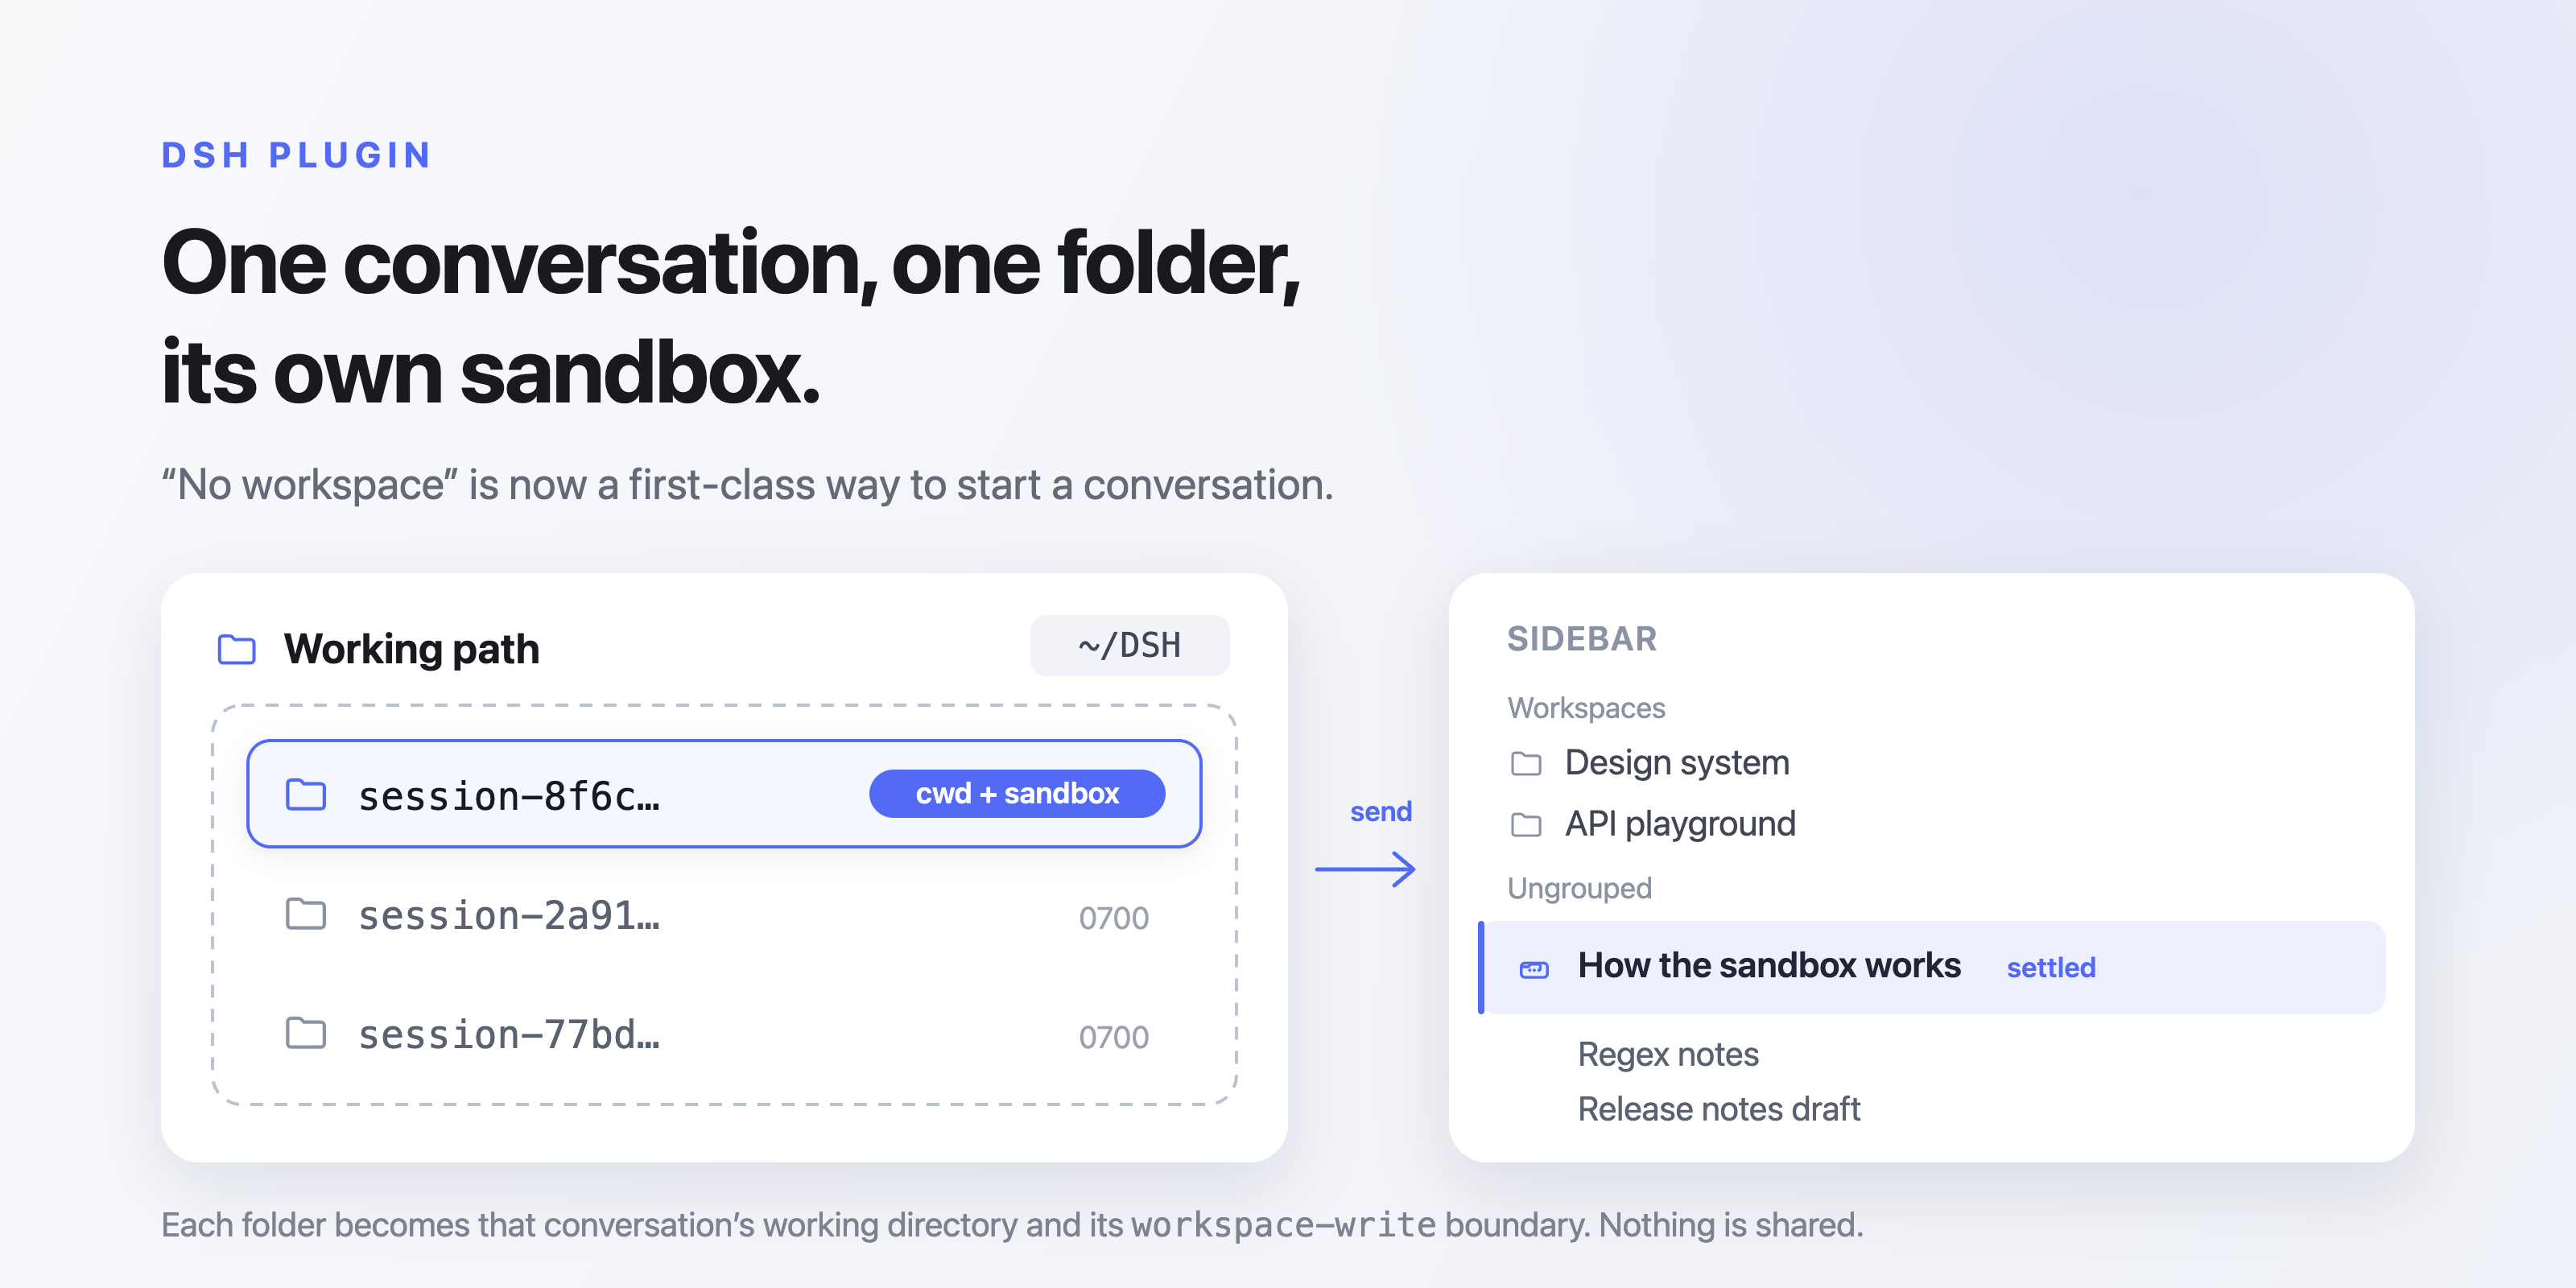 DSH PLUGIN
One conversation, one folder,
its own sandbox.
“No workspace” is now a first-class way to start a conversation.
Working path
~/DSH
session-8f6c…
cwd + sandbox
session-2a91…
0700
session-77bd…
0700
send
SIDEBAR
Workspaces
Design system
API playground
Ungrouped
How the sandbox works
settled
Regex notes
Release notes draft
Each folder becomes that conversation’s working directory and its workspace-write boundary. Nothing is shared.